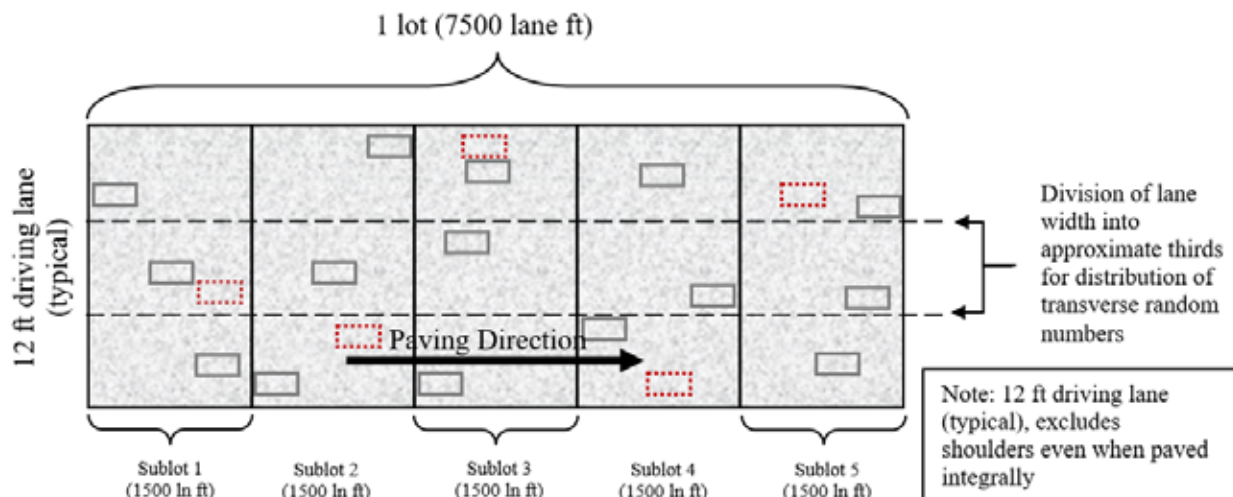 1 lot (7500 lane ft)
12 ft driving lane
(typical)
Paving Direction
Division of lane
width into
approximate thirds
for distribution of
transverse random
numbers
Note: 12 ft driving lane
(typical), excludes
shoulders even when paved
integrally
Sublot 1
(1500 ln ft)
Sublot 2
(1500 ln ft)
Sublot 3
(1500 ln ft)
Sublot 4
(1500 ln ft)
Sublot 5
(1500 ln ft)